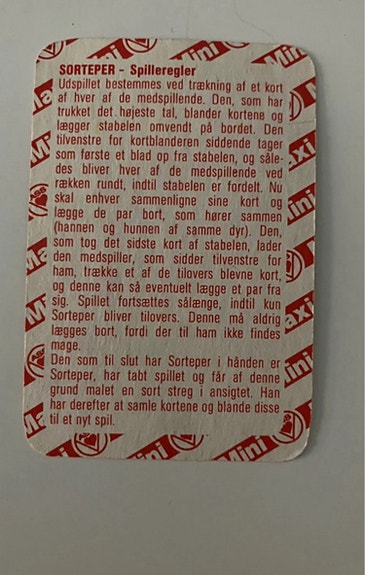 SORTEPER - Spilleregler
Udspillet bestemmes ved trækning af et kort
af hver af de medspillende. Den, som har
trukket det højeste tal, blander kortene og
lægger stabelen omvendt på bordet. Den
tilvenstre for kortblanderen siddende tager
som første et blad op fra stabelen, og såle-
des bliver hver af de medspillende ved
rækken rundt, indtil stabelen er fordelt. Nu
skal enhver sammenligne sine kort og
lægge de par bort, som hører sammen
(hannen og hunnen af samme dyr). Den,
som tog det sidste kort af stabelen, lader
den medspiller, som sidder tilvenstre for
ham, trække et af de tilovers blevne kort,
og denne kan så eventuelt lægge et par fra
sig. Spillet fortsættes sålænge, indtil kun
Sorteper bliver tilovers. Denne må aldrig
lægges bort, fordi der til ham ikke findes
mage.
Den som til slut har Sorteper i hånden er
Sorteper, har tabt spillet og får af denne
grund malet en sort streg i ansigtet. Han
har derefter at samle kortene og blande disse
til et nyt spil.
Mini
Mini
Maxi
Mini
Maxi
Mini
ASS
Mini